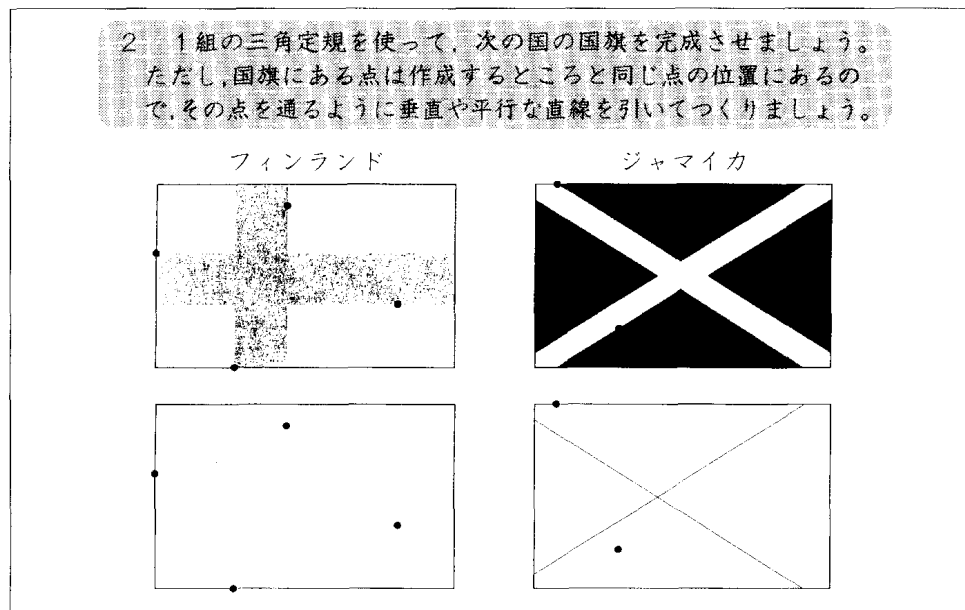 2　1組の三角定規を使って，次の国の国旗を完成させましょう。
ただし，国旗にある点は作成するところと同じ点の位置にあるの
で，その点を通るように垂直や平行な直線を引いてつくりましょう。
フィンランド　ジャマイカ